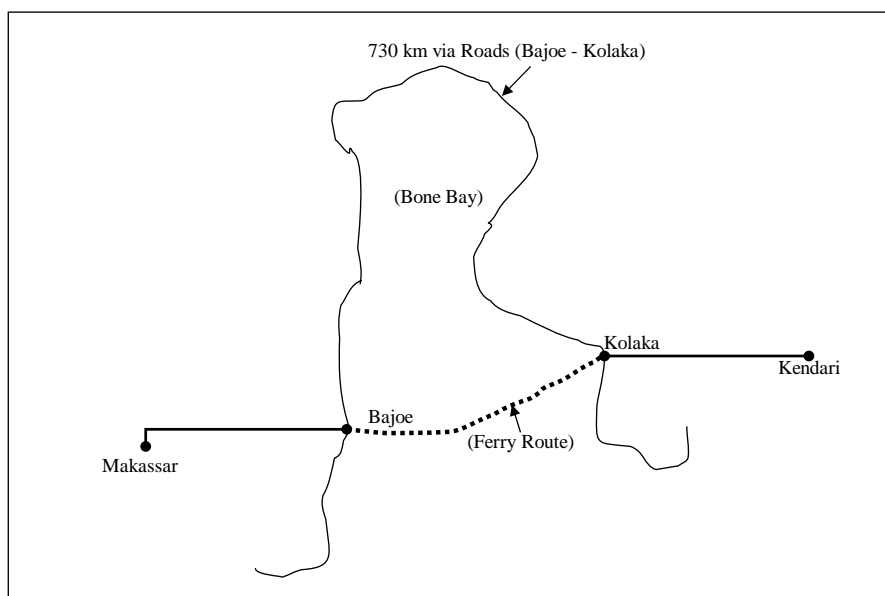 730 km via Roads (Bajoe - Kolaka)
(Bone Bay)
Kolaka
Kendari
Bajoe
(Ferry Route)
Makassar